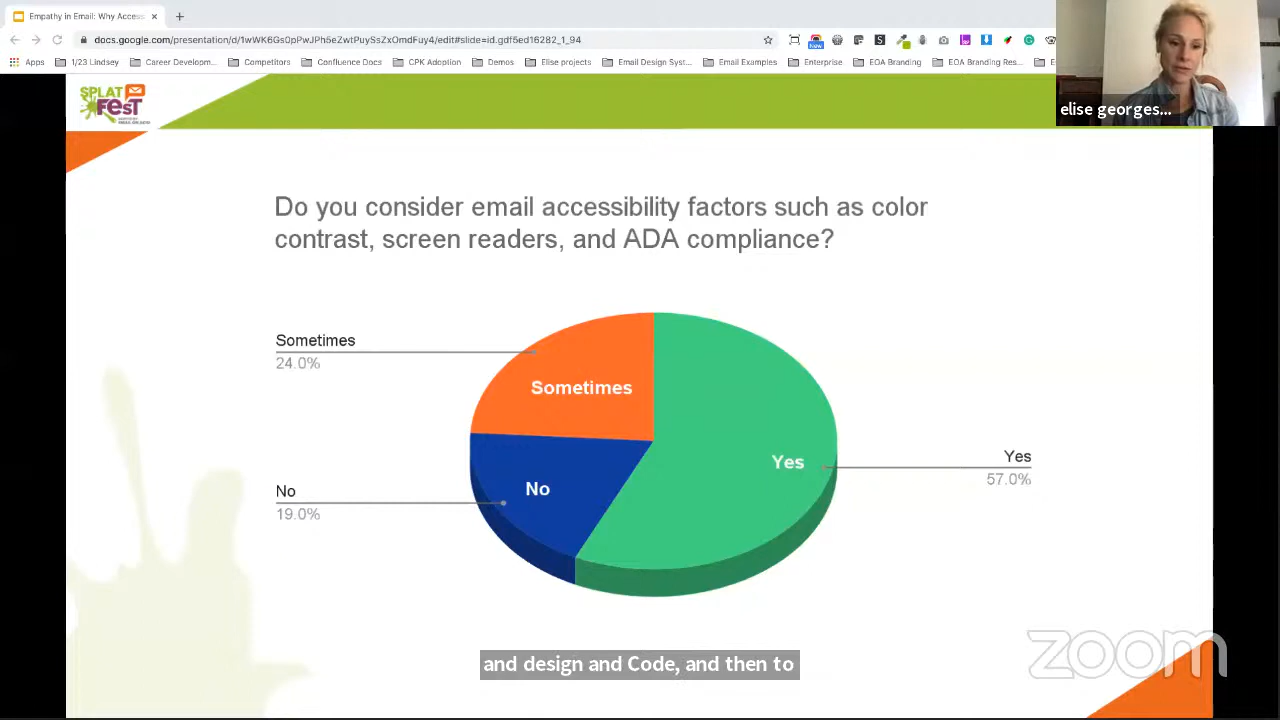 Empathy in Email: Why Access
docs.google.com/presentation/d/1wWK6Gs0pPwJPh5eZwtPuySsZxOmdFuy4/edit#slide=id.gdf5ed16282_1_94
New
Apps
1/23 Lindsey
Career Developm...
Competitors
Confluence Docs
CPK Adoption
Demos
Elise projects
Email Design Syst...
Email Examples
Enterprise
EOA Branding
EOA Branding Res...
elise georges...
SPLAT
FEST
Do you consider email accessibility factors such as color
contrast, screen readers, and ADA compliance?
Sometimes
24.0%
Sometimes
Yes
Yes
57.0%
No
19.0%
No
and design and Code, and then to
zoom